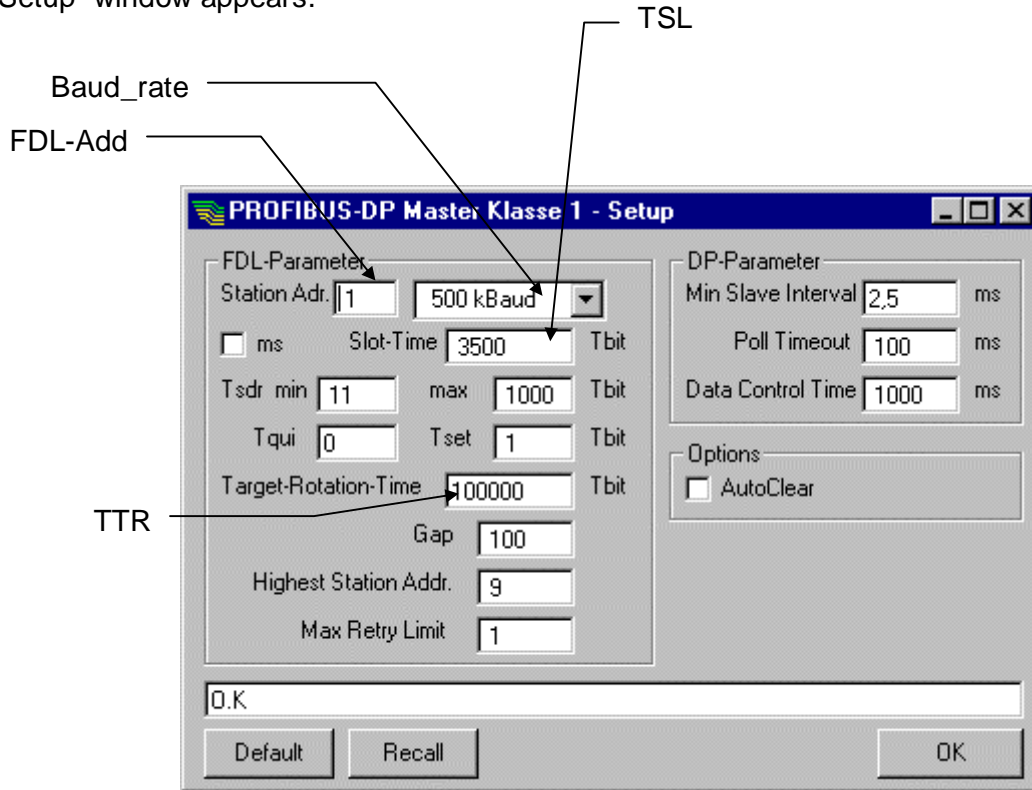 Setup" window appears:
TSL
Baud_rate
FDL-Add
PROFIBUS-DP Master Klasse 1 - Setup
FDL-Parameter
Station Adr. 1 500 kBaud
ms Slot-Time 3500 Tbit
Tsdr min 11 max 1000 Tbit
Tqui 0 Tset 1 Tbit
Target-Rotation-Time 100000 Tbit
TTR
Gap 100
Highest Station Addr. 9
Max Retry Limit 1
DP-Parameter
Min Slave Interval 2,5 ms
Poll Timeout 100 ms
Data Control Time 1000 ms
Options
AutoClear
O.K
Default Recall OK